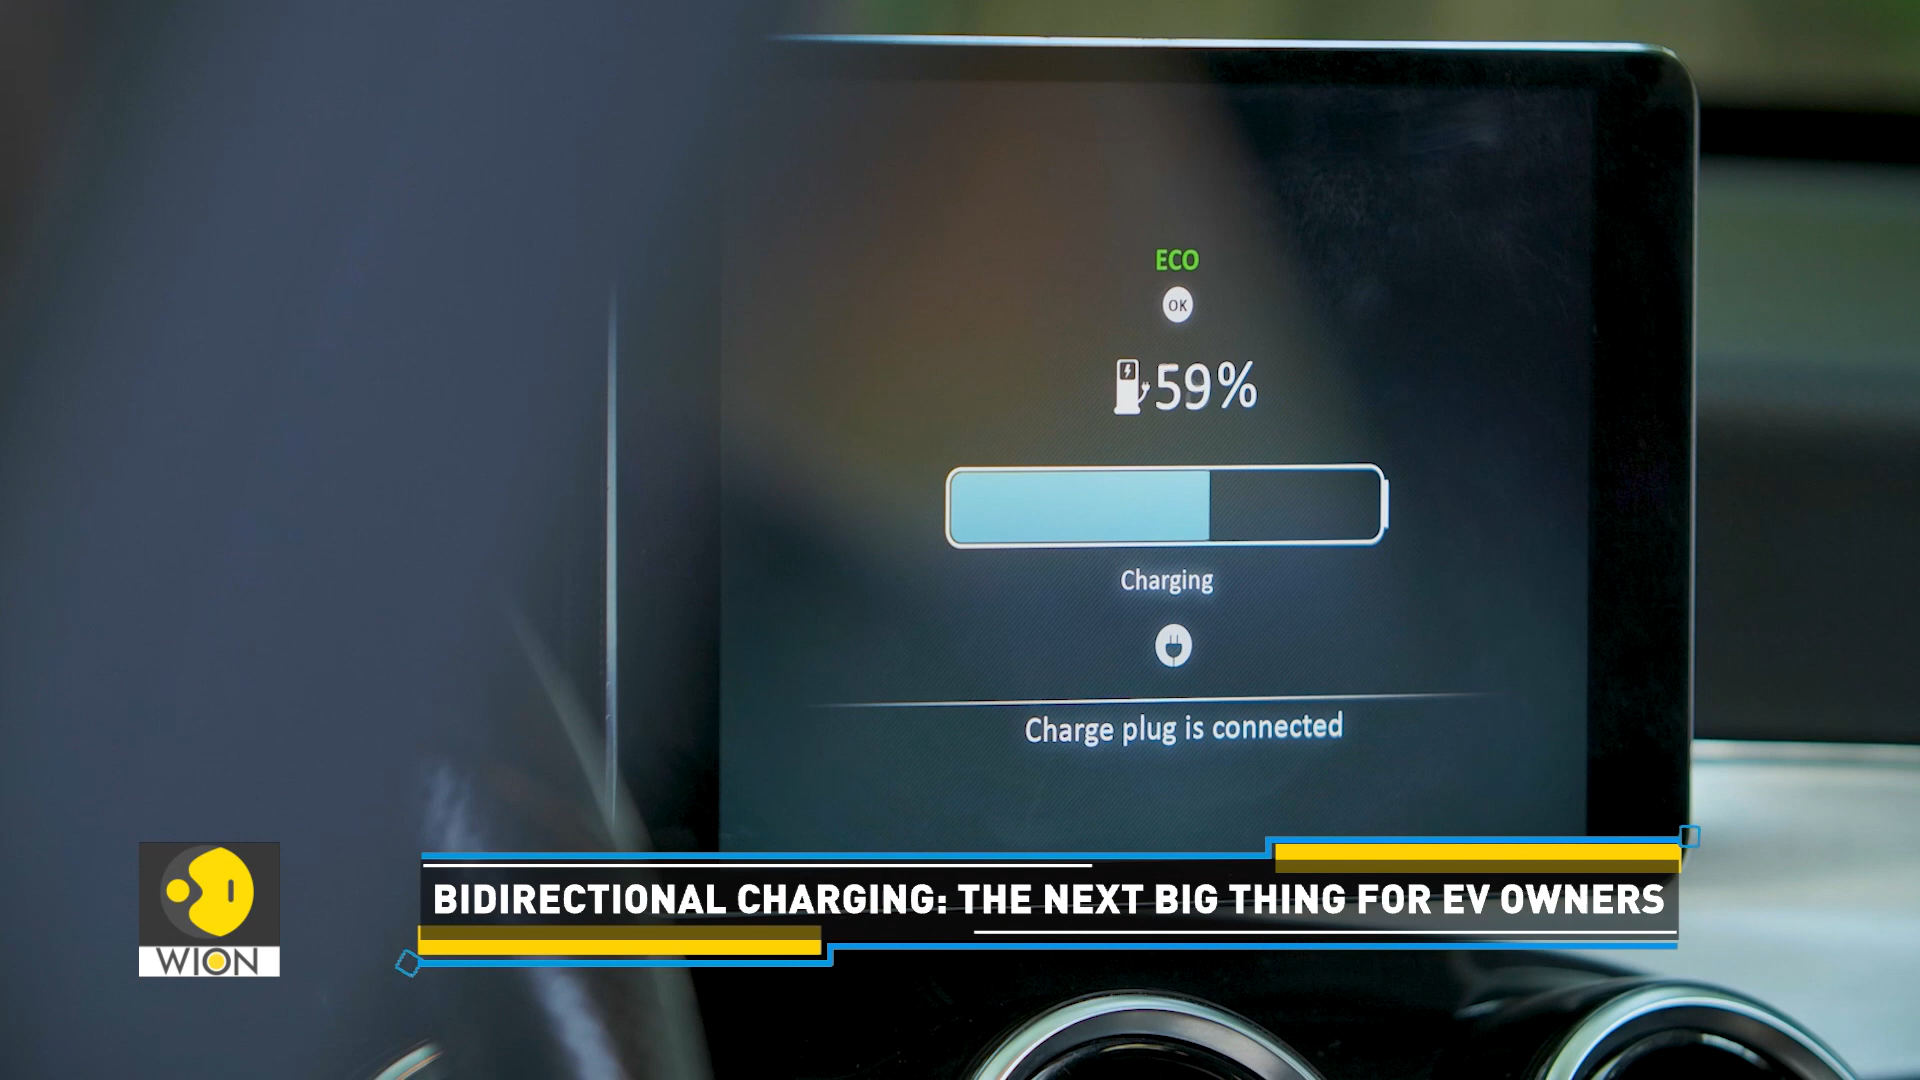 ECO
OK
59%
Charging
Charge plug is connected
BIDIRECTIONAL CHARGING: THE NEXT BIG THING FOR EV OWNERS
WION